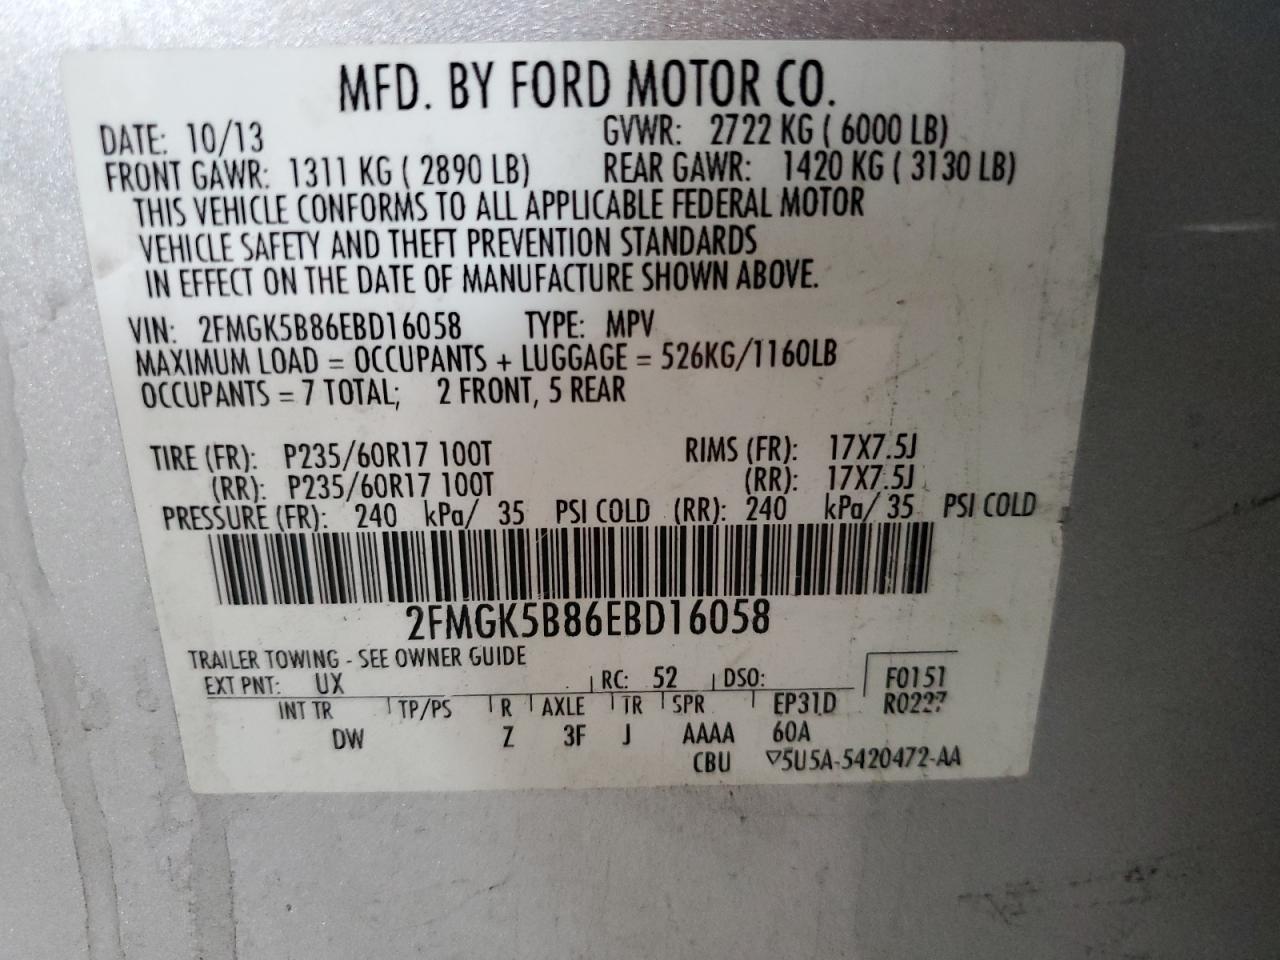 MFD. BY FORD MOTOR CO.
DATE: 10/13 GVWR: 2722 KG ( 6000 LB)
FRONT GAWR: 1311 KG ( 2890 LB) REAR GAWR: 1420 KG ( 3130 LB)
THIS VEHICLE CONFORMS TO ALL APPLICABLE FEDERAL MOTOR
VEHICLE SAFETY AND THEFT PREVENTION STANDARDS
IN EFFECT ON THE DATE OF MANUFACTURE SHOWN ABOVE.
VIN: 2FMGK5B86EBD16058 TYPE: MPV
MAXIMUM LOAD = OCCUPANTS + LUGGAGE = 526KG/1160LB
OCCUPANTS = 7 TOTAL; 2 FRONT, 5 REAR
TIRE (FR): P235/60R17 100T RIMS (FR): 17X7.5J
(RR): P235/60R17 100T (RR): 17X7.5J
PRESSURE (FR): 240 kPa/ 35 PSI COLD (RR): 240 kPa/ 35 PSI COLD
2FMGK5B86EBD16058
TRAILER TOWING - SEE OWNER GUIDE
EXT PNT: UX RC: 52 DSO: F0151
INT TR TP/PS R AXLE TR SPR EP31D R0227
DW Z 3F J AAAA 60A
CBU ▽5U5A-5420472-AA